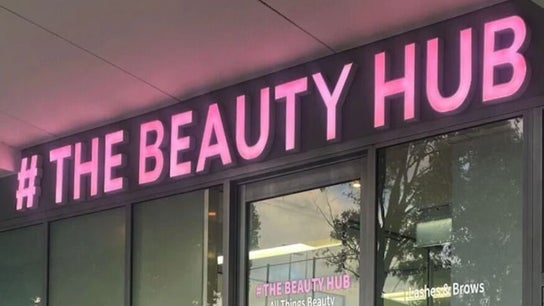 # THE BEAUTY HUB
# THE BEAUTY HUB
All Things Beauty
Lashes & Brows